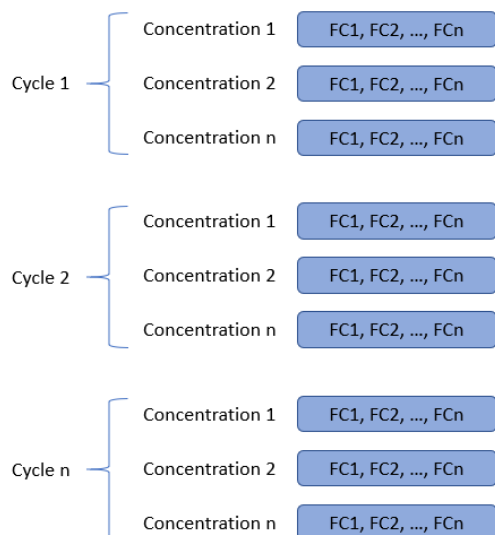 Concentration 1 FC1, FC2, ..., FCn
Cycle 1 Concentration 2 FC1, FC2, ..., FCn
Concentration n FC1, FC2, ..., FCn
Concentration 1 FC1, FC2, ..., FCn
Cycle 2 Concentration 2 FC1, FC2, ..., FCn
Concentration n FC1, FC2, ..., FCn
Concentration 1 FC1, FC2, ..., FCn
Cycle n Concentration 2 FC1, FC2, ..., FCn
Concentration n FC1, FC2, ..., FCn